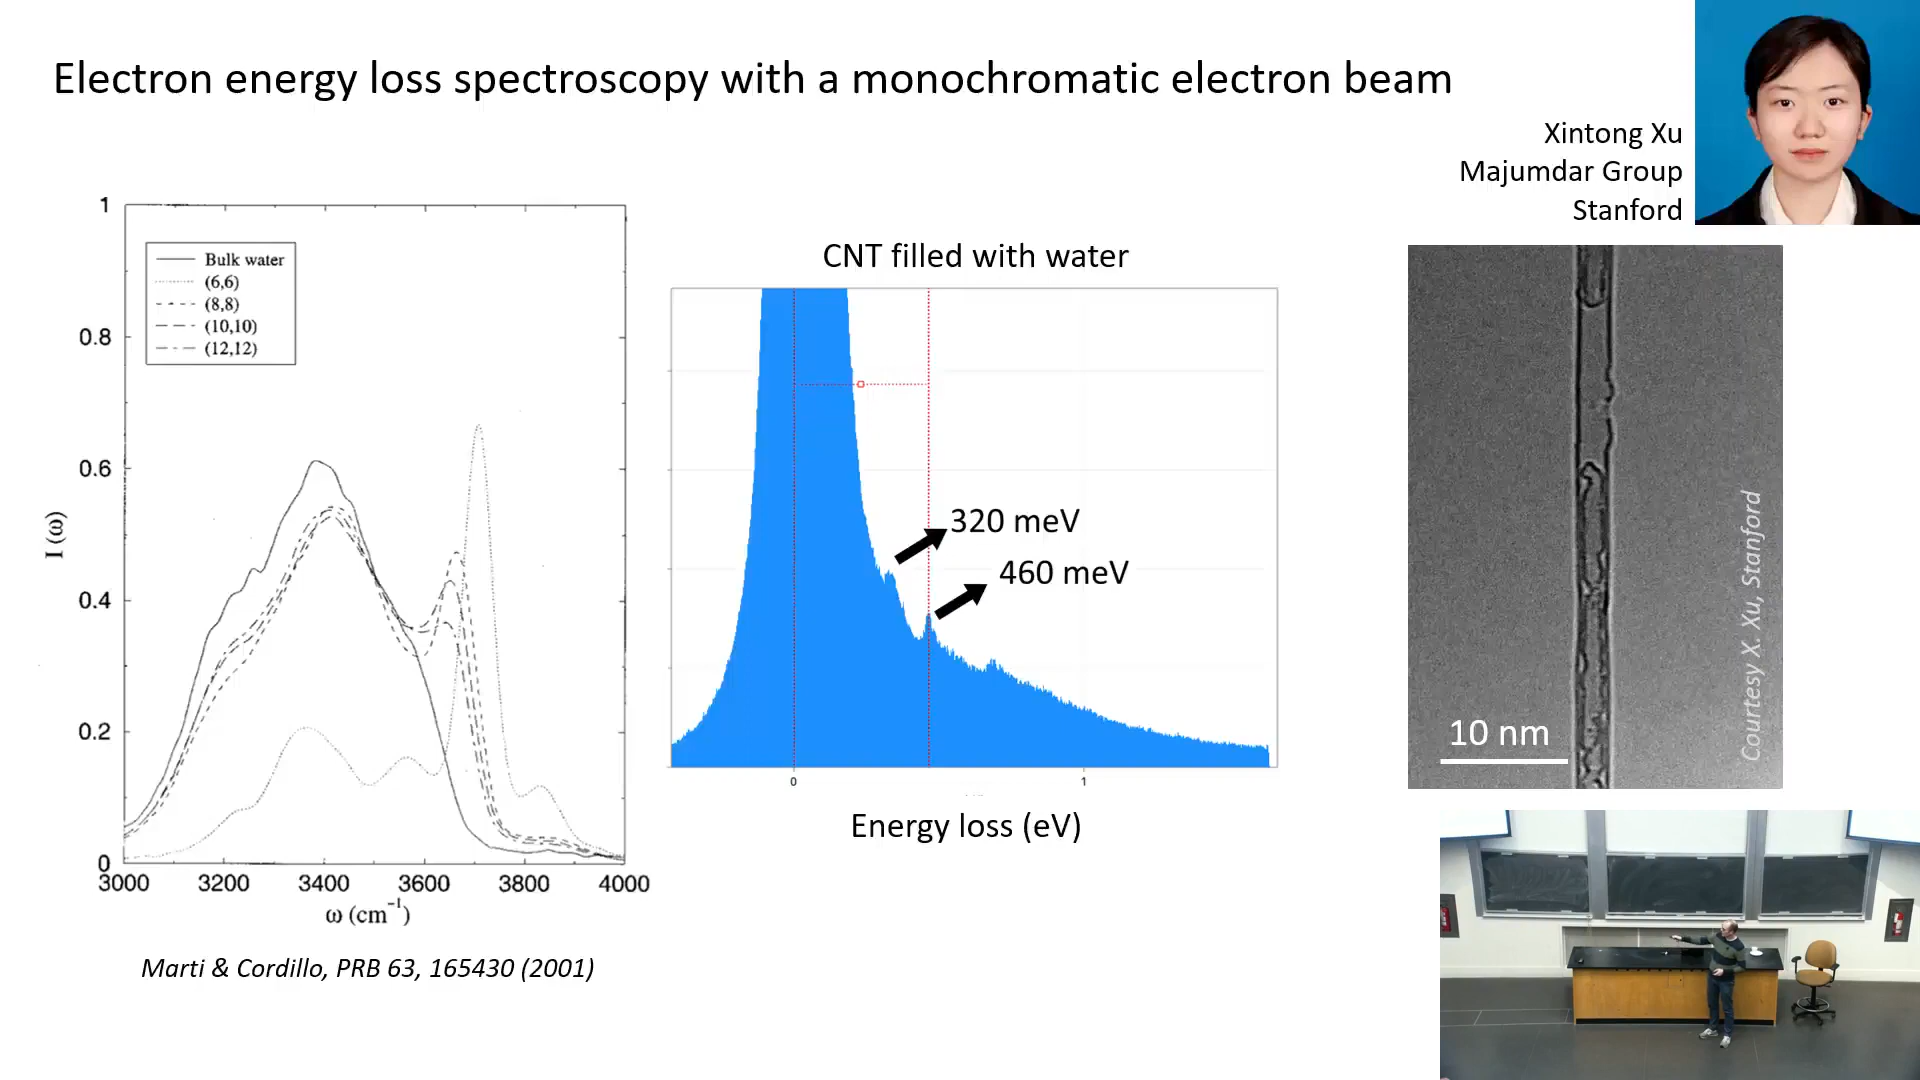 Electron energy loss spectroscopy with a monochromatic electron beam
Xintong Xu
Majumdar Group
Stanford
1
0.8
0.6
0.4
0.2
0
I (ω)
Bulk water
(6,6)
(8,8)
(10,10)
(12,12)
3000 3200 3400 3600 3800 4000
ω (cm⁻¹)
Marti & Cordillo, PRB 63, 165430 (2001)
CNT filled with water
320 meV
460 meV
0 1
Energy loss (eV)
10 nm
Courtesy X. Xu, Stanford